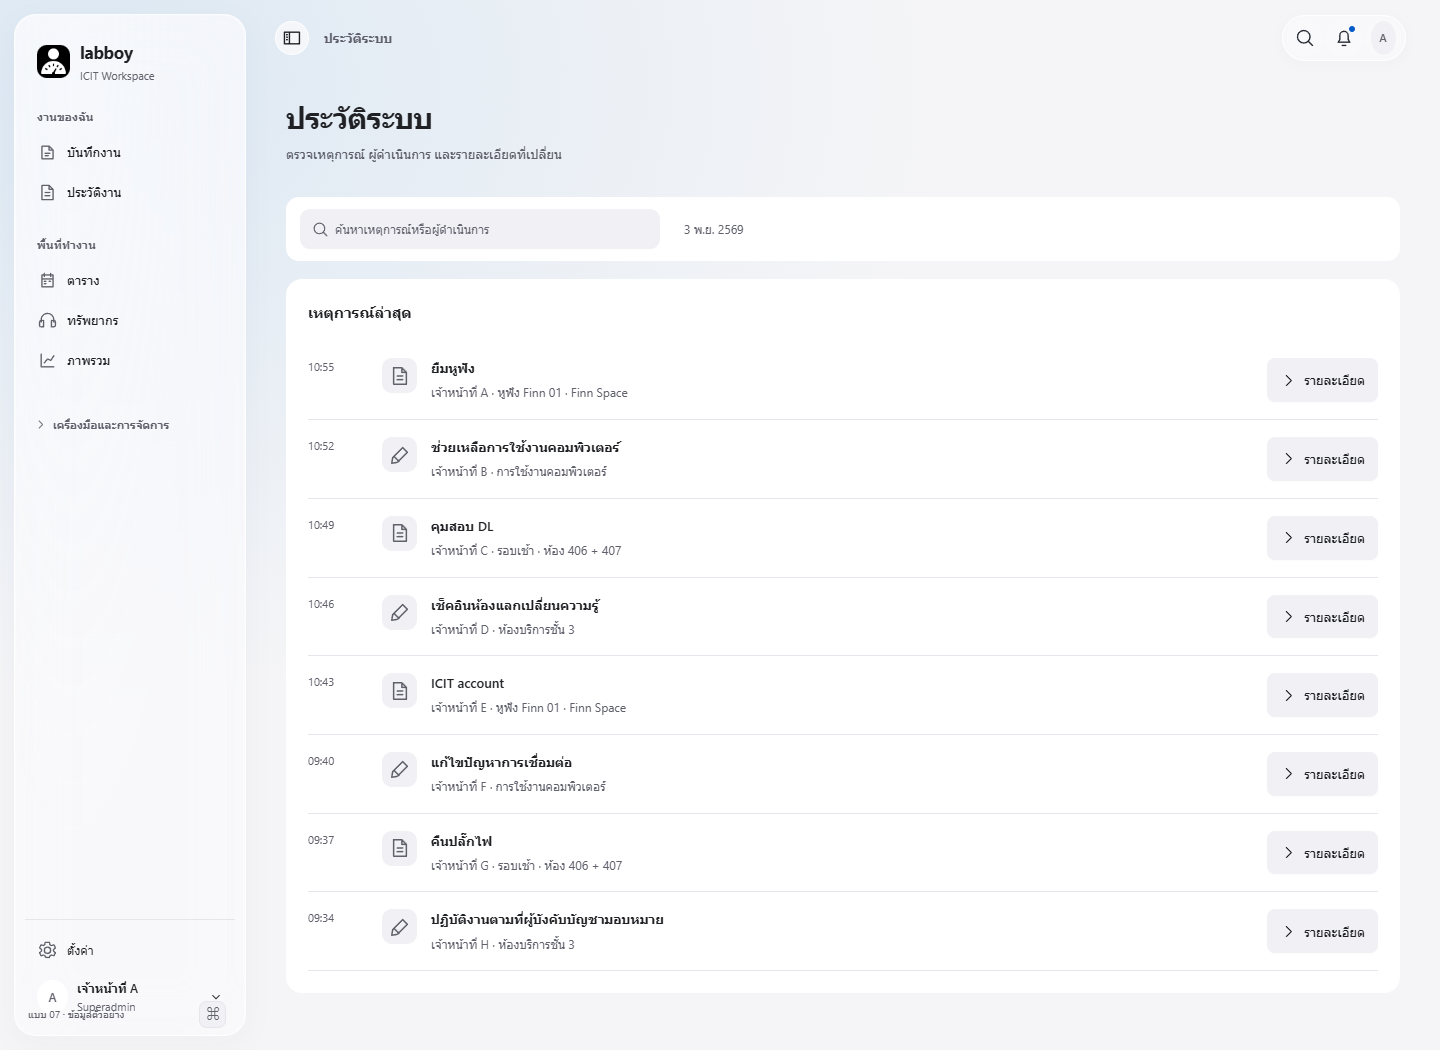 labboy
ICIT Workspace
งานของฉัน
บันทึกงาน
ประวัติงาน
พื้นที่ทำงาน
ตาราง
ทรัพยากร
ภาพรวม
เครื่องมือและการจัดการ
ตั้งค่า
A
เจ้าหน้าที่ A
Superadmin
แบบ 07 · ข้อมูลตัวอย่าง
⌘
ประวัติระบบ
A
ประวัติระบบ
ตรวจเหตุการณ์ ผู้ดำเนินการ และรายละเอียดที่เปลี่ยน
ค้นหาเหตุการณ์หรือผู้ดำเนินการ
3 พ.ย. 2569
เหตุการณ์ล่าสุด
10:55
ยืมหูฟัง
เจ้าหน้าที่ A · หูฟัง Finn 01 · Finn Space
รายละเอียด
10:52
ช่วยเหลือการใช้งานคอมพิวเตอร์
เจ้าหน้าที่ B · การใช้งานคอมพิวเตอร์
รายละเอียด
10:49
คุมสอบ DL
เจ้าหน้าที่ C · รอบเช้า · ห้อง 406 + 407
รายละเอียด
10:46
เช็คอินห้องแลกเปลี่ยนความรู้
เจ้าหน้าที่ D · ห้องบริการชั้น 3
รายละเอียด
10:43
ICIT account
เจ้าหน้าที่ E · หูฟัง Finn 01 · Finn Space
รายละเอียด
09:40
แก้ไขปัญหาการเชื่อมต่อ
เจ้าหน้าที่ F · การใช้งานคอมพิวเตอร์
รายละเอียด
09:37
คืนปลั๊กไฟ
เจ้าหน้าที่ G · รอบเช้า · ห้อง 406 + 407
รายละเอียด
09:34
ปฏิบัติงานตามที่ผู้บังคับบัญชามอบหมาย
เจ้าหน้าที่ H · ห้องบริการชั้น 3
รายละเอียด